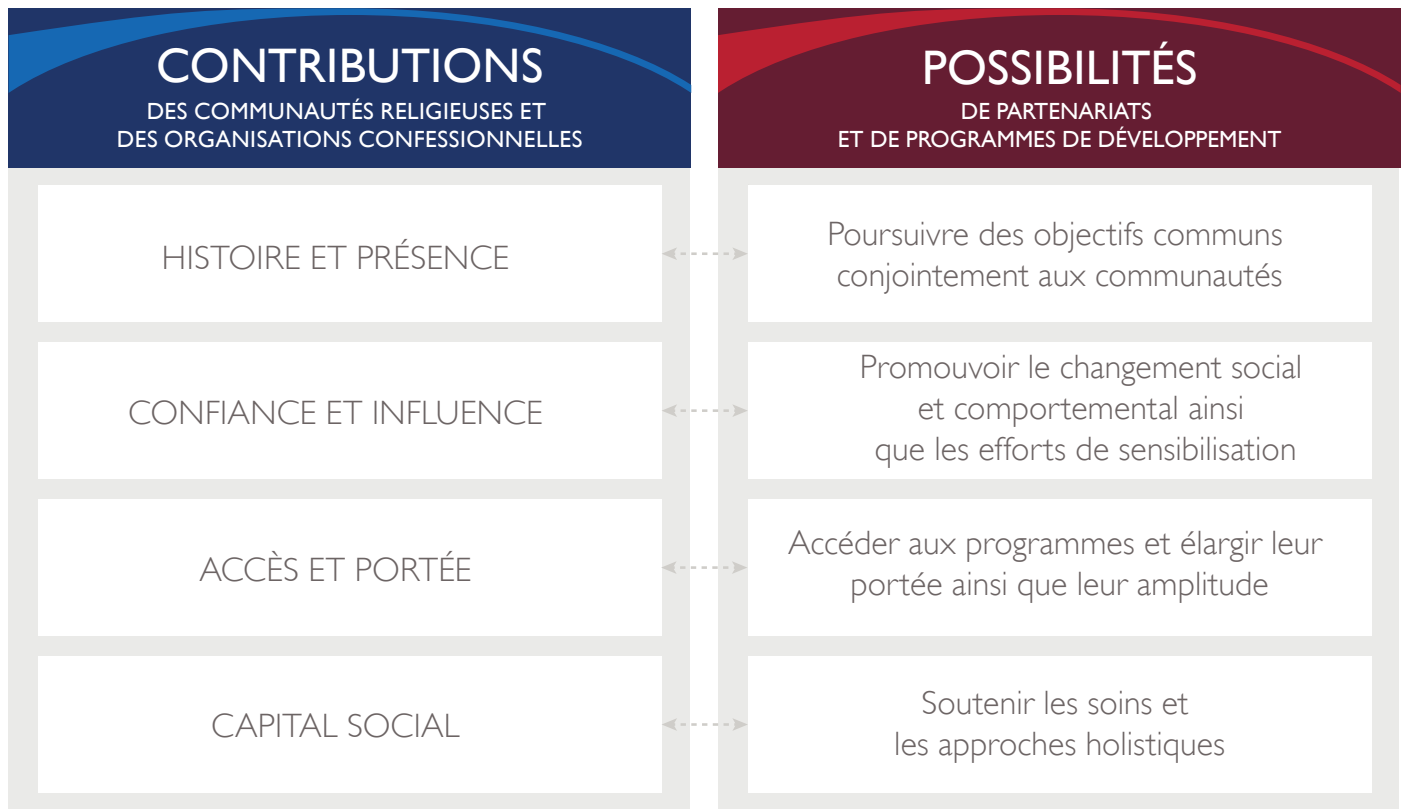 CONTRIBUTIONS
DES COMMUNAUTÉS RELIGIEUSES ET
DES ORGANISATIONS CONFESSIONNELLES
POSSIBILITÉS
DE PARTENARIATS
ET DE PROGRAMMES DE DÉVELOPPEMENT
HISTOIRE ET PRÉSENCE
Poursuivre des objectifs communs
conjointement aux communautés
CONFIANCE ET INFLUENCE
Promouvoir le changement social
et comportemental ainsi
que les efforts de sensibilisation
ACCÈS ET PORTÉE
Accéder aux programmes et élargir leur
portée ainsi que leur amplitude
CAPITAL SOCIAL
Soutenir les soins et
les approches holistiques